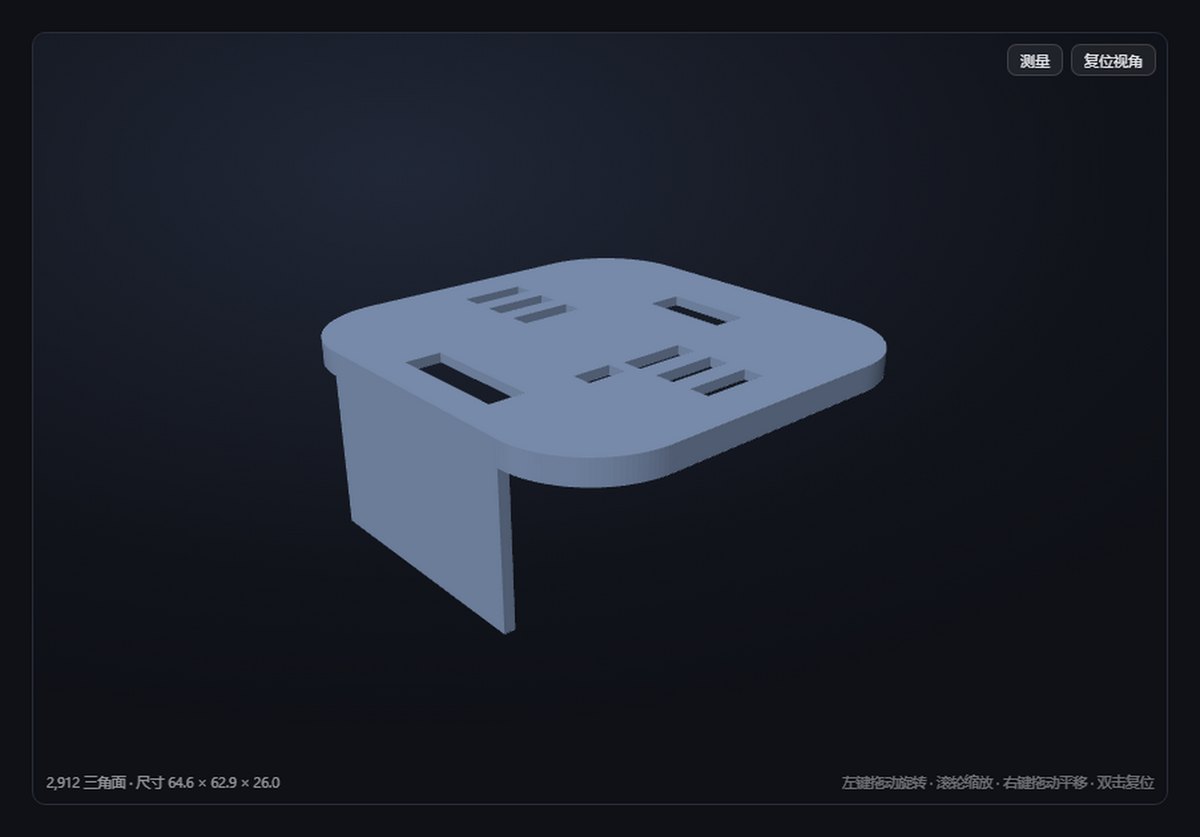 测量 复位视角
2,912 三角面 · 尺寸 64.6 × 62.9 × 26.0
左键拖动旋转 · 滚轮缩放 · 右键拖动平移 · 双击复位